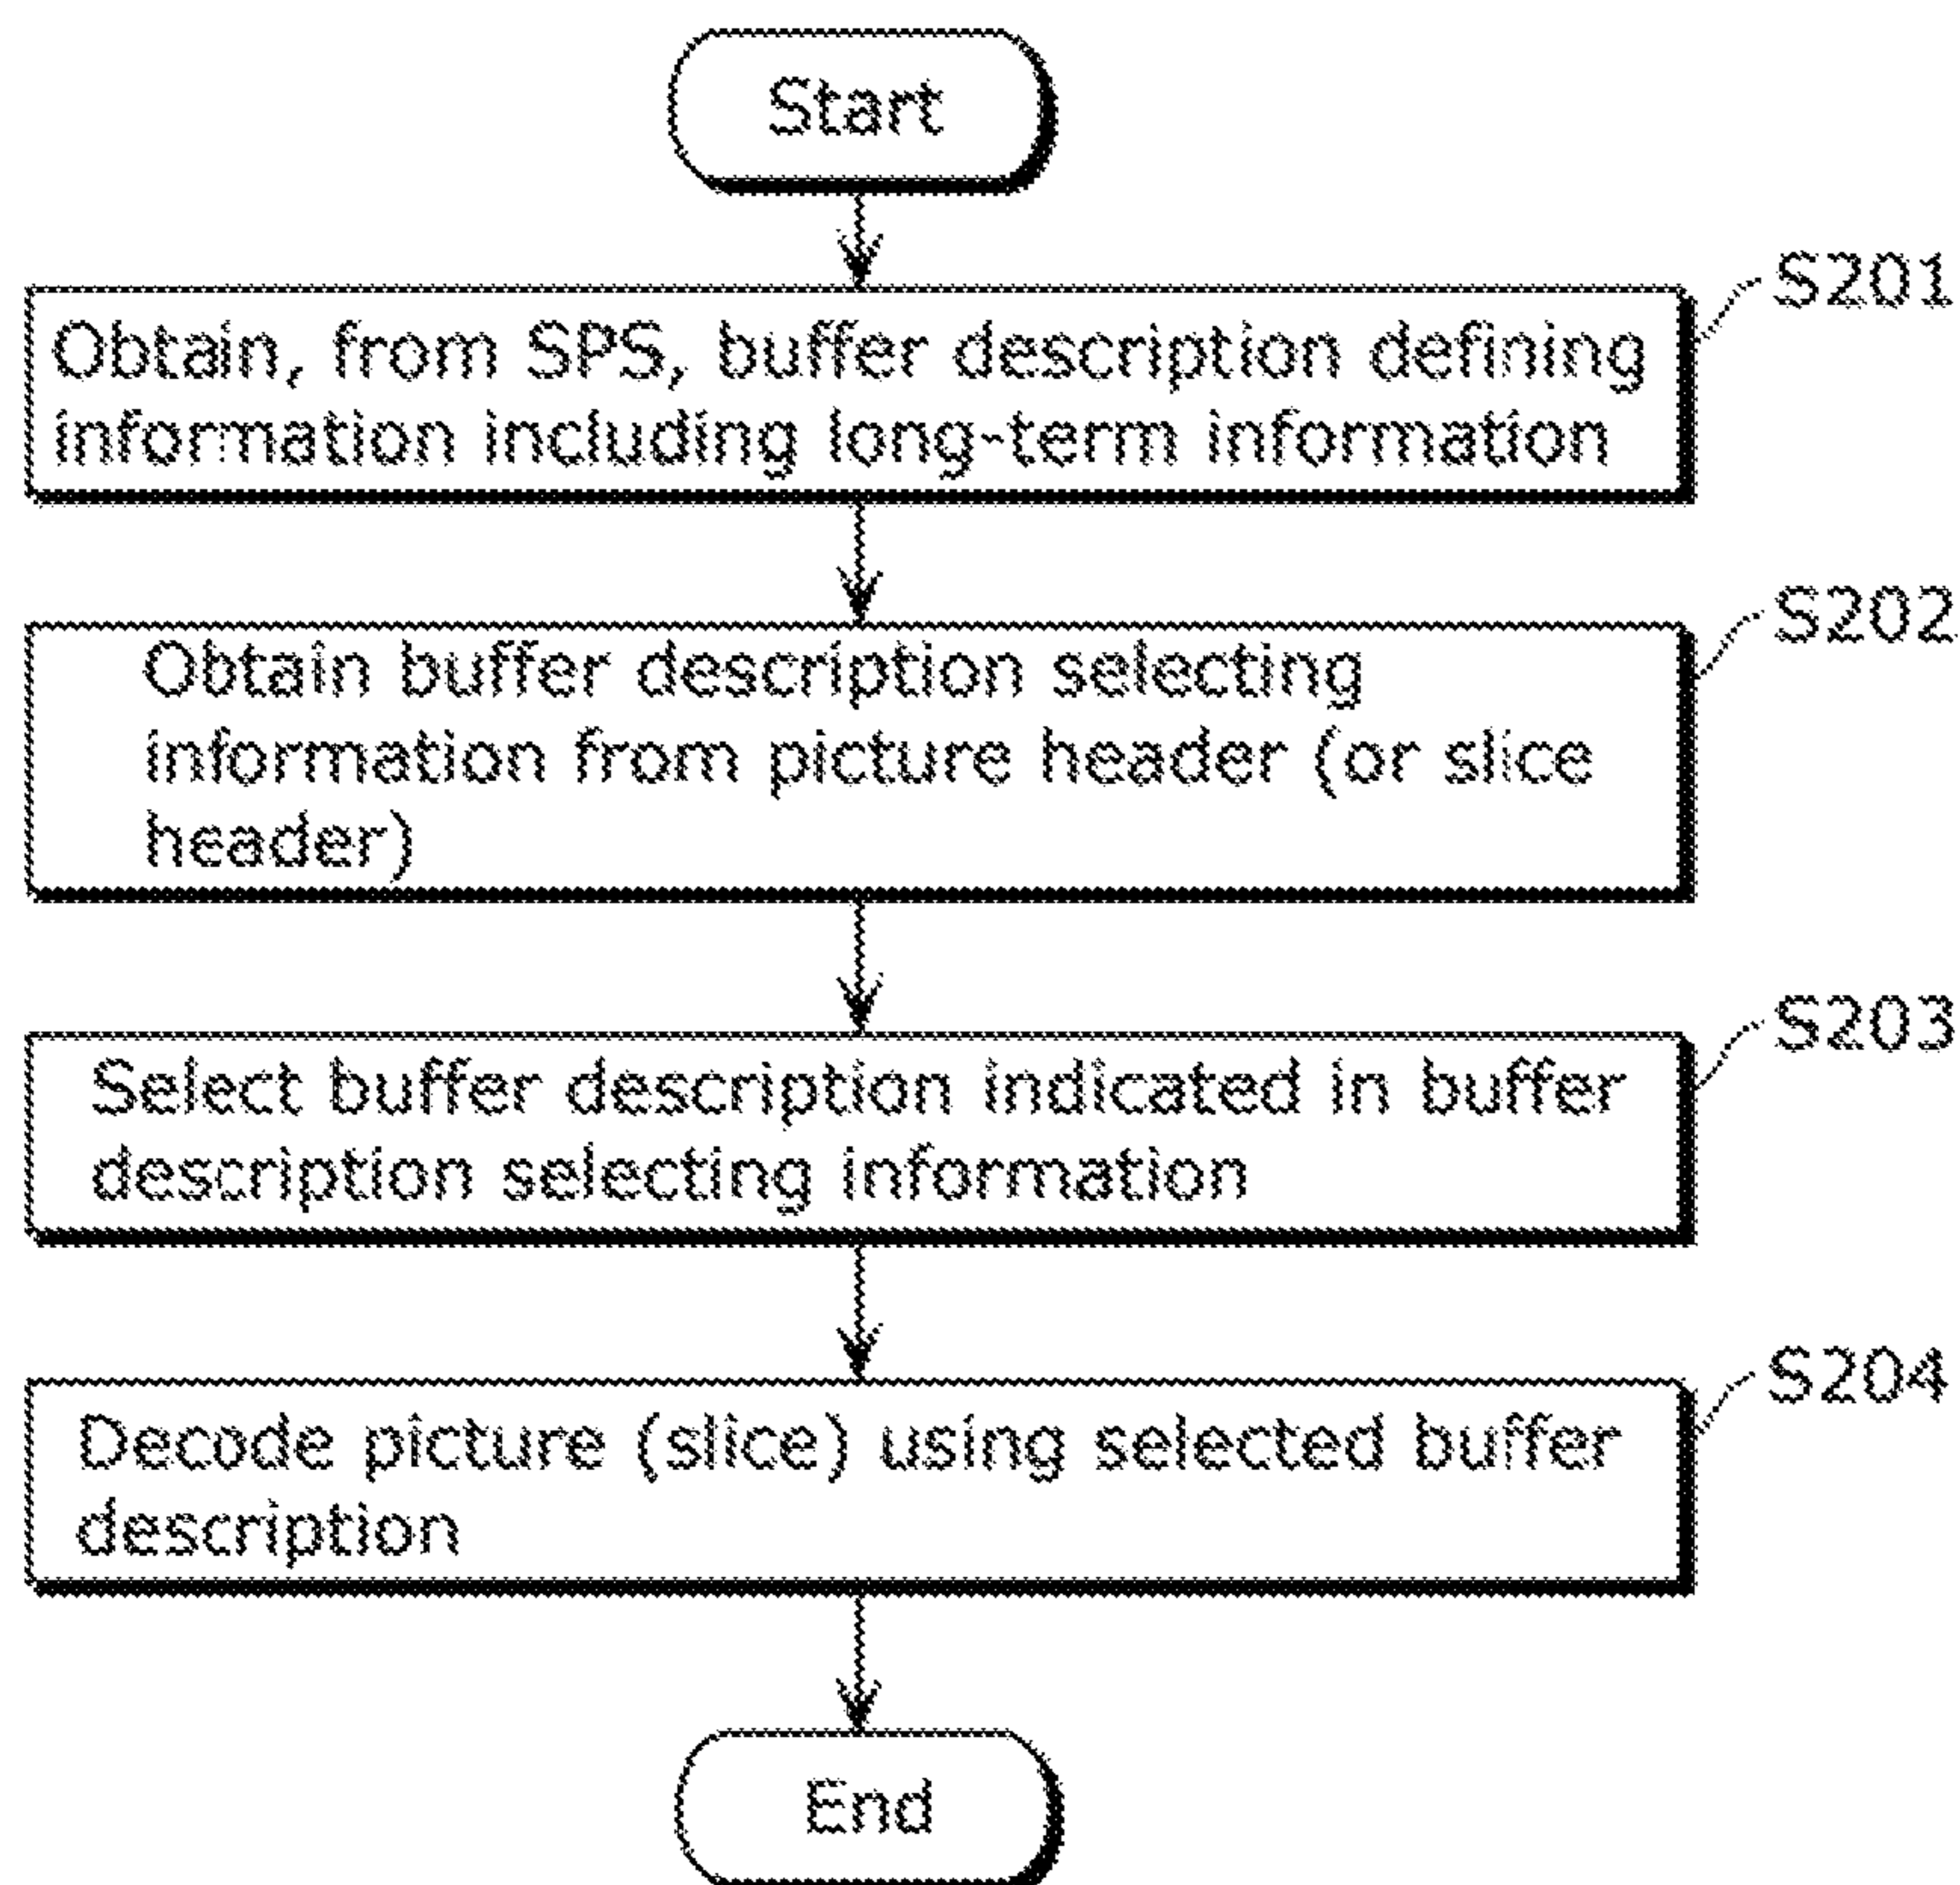 Start
S201
Obtain, from SPS, buffer description defining
information including long-term information
S202
Obtain buffer description selecting
information from picture header (or slice
header)
S203
Select buffer description indicated in buffer
description selecting information
S204
Decode picture (slice) using selected buffer
description
End